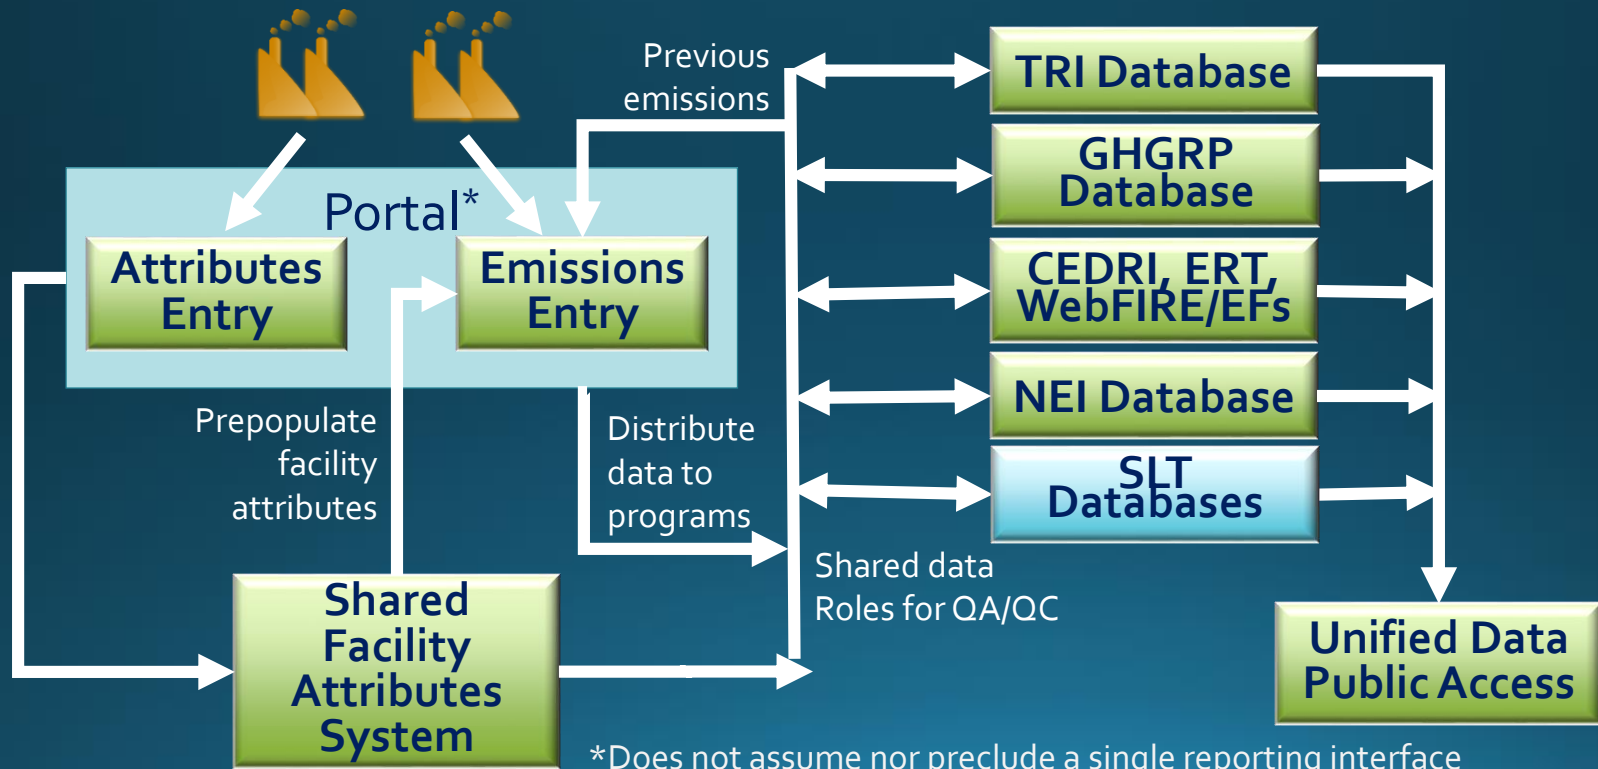 Previous
emissions
TRI Database
GHGRP
Database
Portal*
Attributes
Entry
Emissions
Entry
CEDRI, ERT,
WebFIRE/EFs
NEI Database
Prepopulate
facility
attributes
Distribute
data to
programs
SLT
Databases
Shared data
Roles for QA/QC
Shared
Facility
Attributes
System
Unified Data
Public Access
*Does not assume nor preclude a single reporting interface